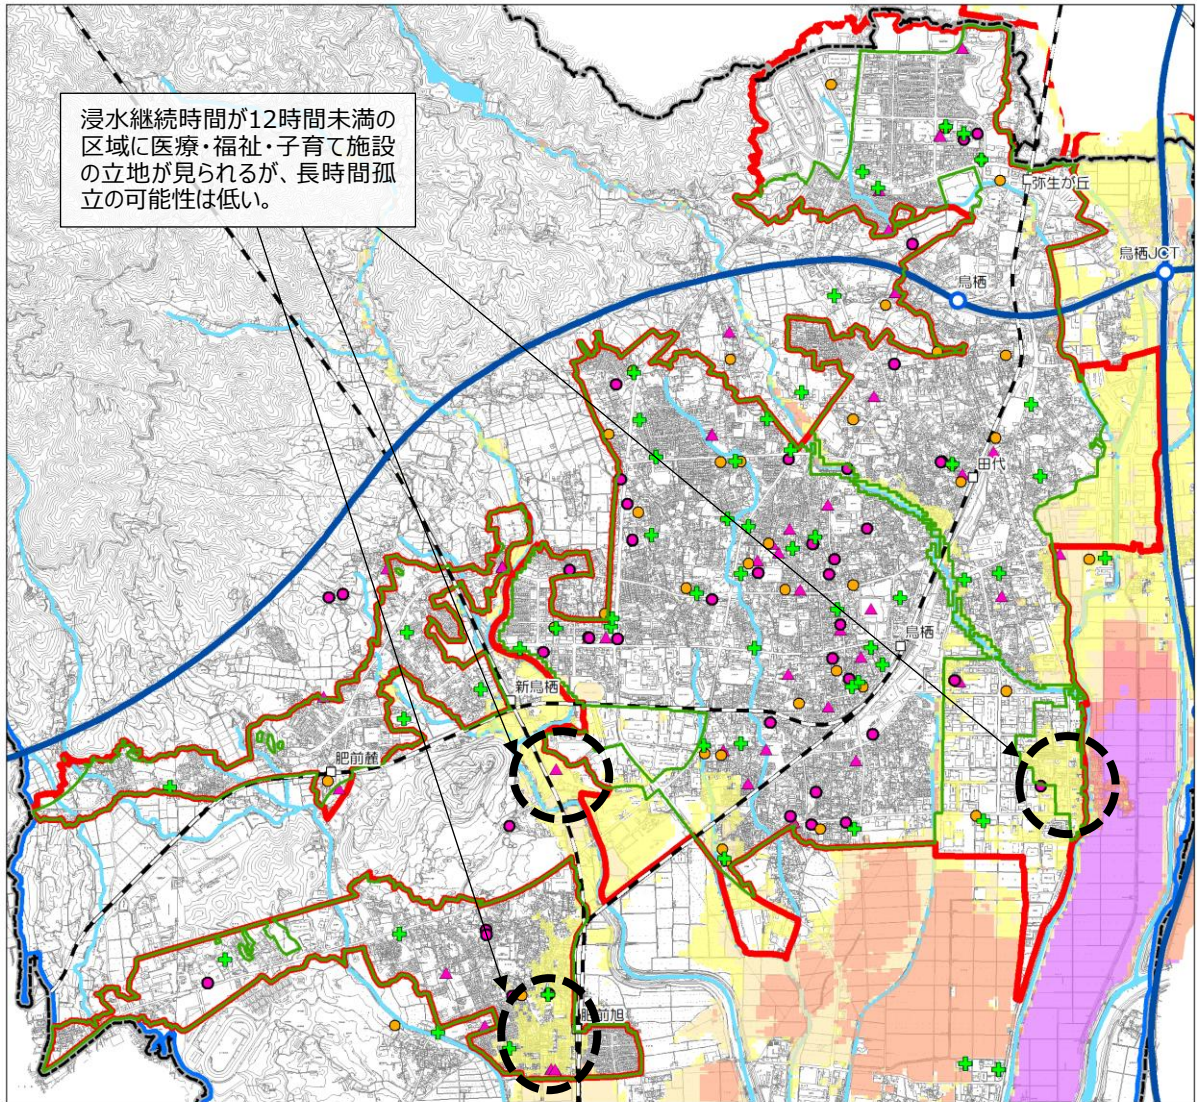 浸水継続時間が12時間未満の
区域に医療・福祉・子育て施設
の立地が見られるが、長時間孤
立の可能性は低い。
弥生が丘
鳥栖JCT
鳥栖
田代
鳥栖
新鳥栖
肥前麓
肥前旭